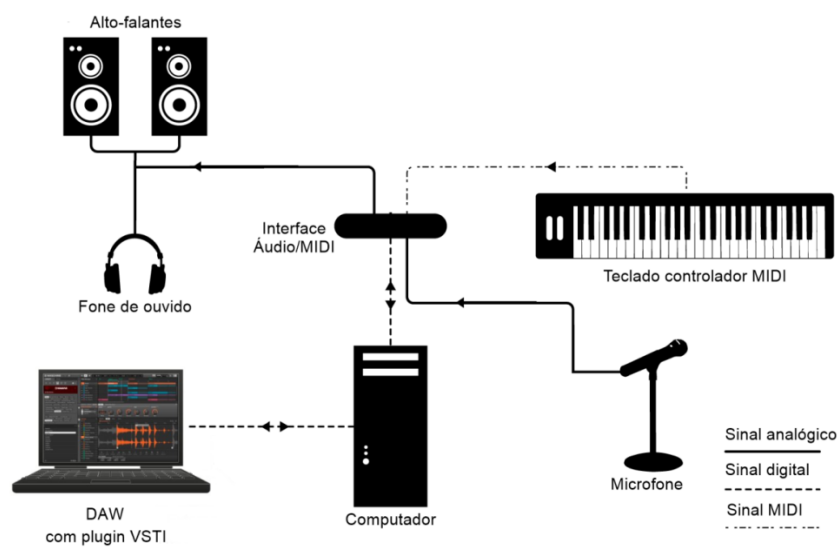 Alto-falantes
Interface
Áudio/MIDI
Teclado controlador MIDI
Fone de ouvido
Sinal analógico
Sinal digital
Sinal MIDI
Microfone
Computador
DAW
com plugin VSTI